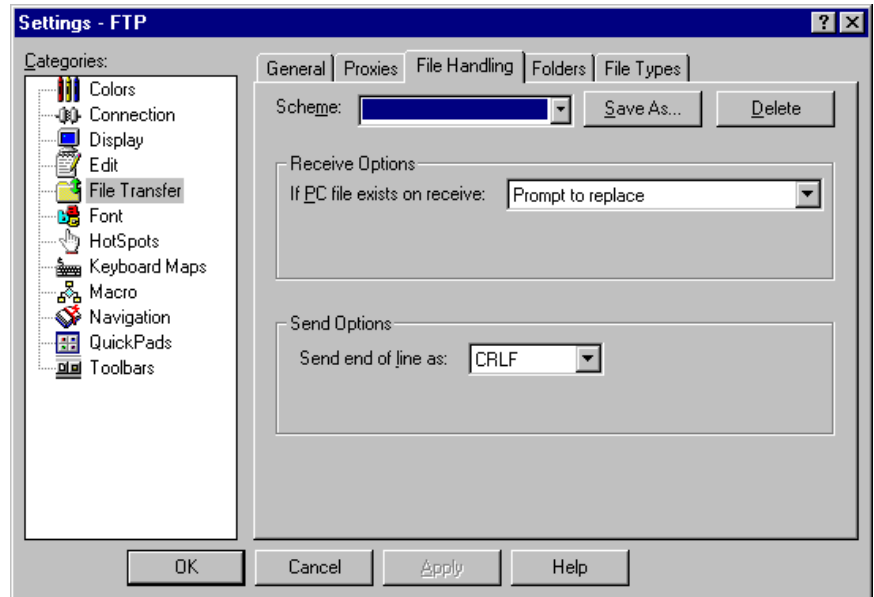 Settings - FTP
Categories:
Colors
Connection
Display
Edit
File Transfer
Font
HotSpots
Keyboard Maps
Macro
Navigation
QuickPads
Toolbars
General Proxies File Handling Folders File Types
Scheme: Save As... Delete
Receive Options
If PC file exists on receive: Prompt to replace
Send Options
Send end of line as: CRLF
OK Cancel Apply Help